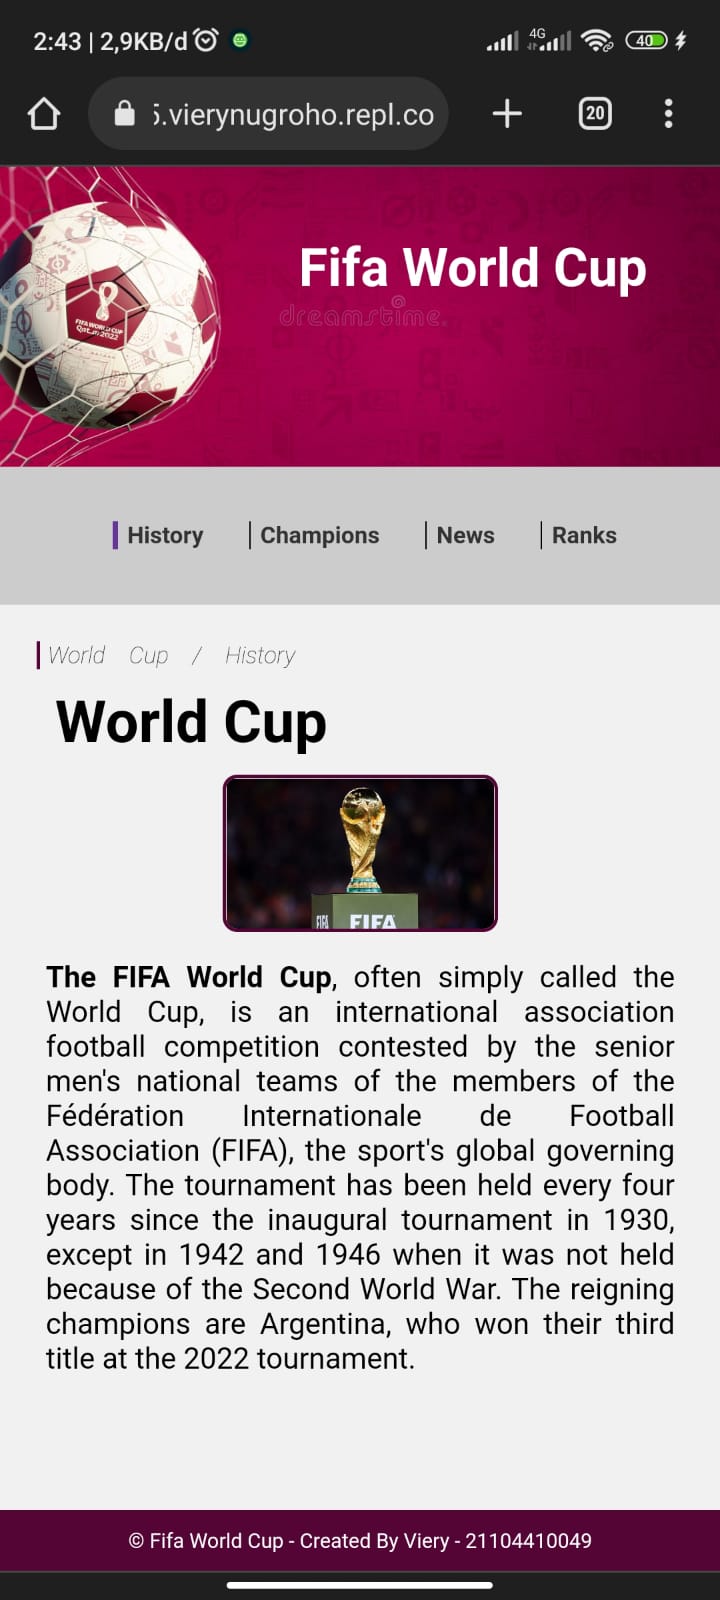 2:43 | 2,9KB/d
4G
40
5.vierynugroho.repl.co
20
Fifa World Cup
dreamstime.
FIFA WORLD CUP
Qatar2022
History
Champions
News
Ranks
World Cup / History
World Cup
FIFA
FIFA
The FIFA World Cup, often simply called the
World Cup, is an international association
football competition contested by the senior
men's national teams of the members of the
Fédération Internationale de Football
Association (FIFA), the sport's global governing
body. The tournament has been held every four
years since the inaugural tournament in 1930,
except in 1942 and 1946 when it was not held
because of the Second World War. The reigning
champions are Argentina, who won their third
title at the 2022 tournament.
© Fifa World Cup - Created By Viery - 21104410049